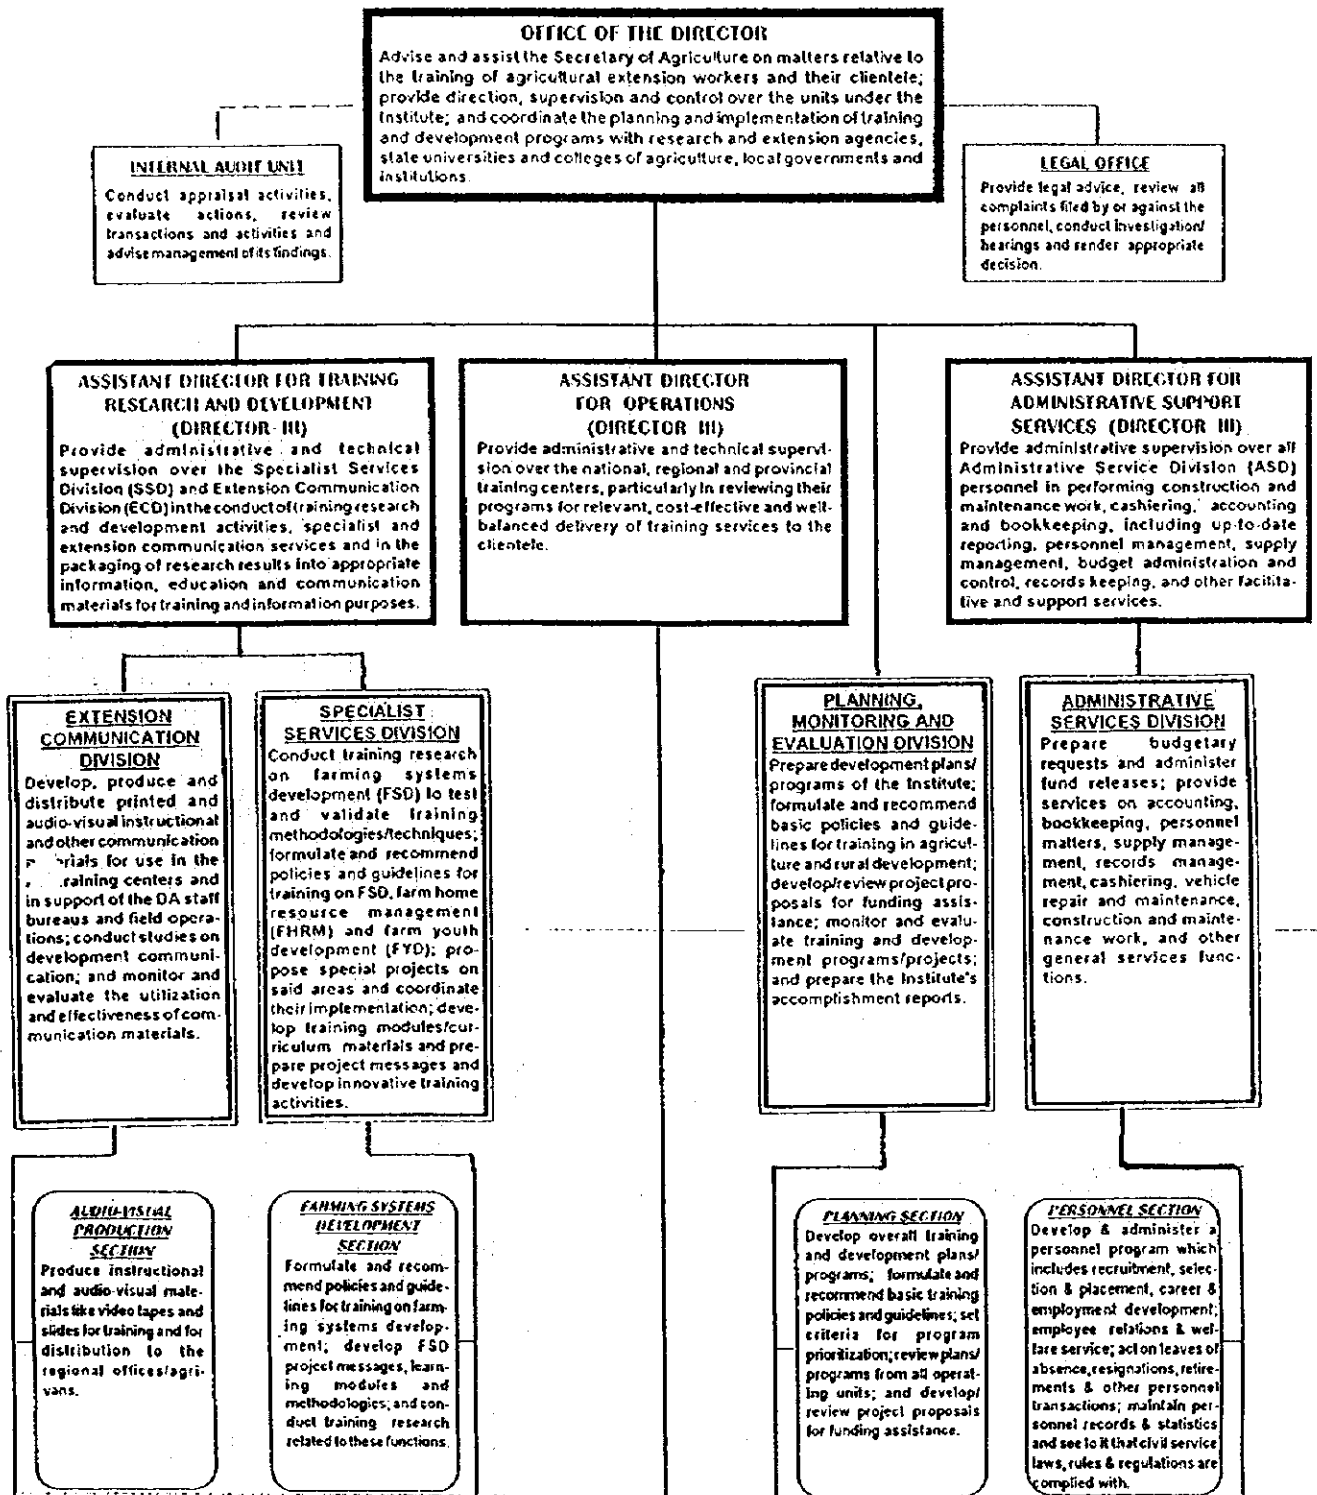 OFFICE OF THE DIRECTOR
Advise and assist the Secretary of Agriculture on matters relative to
the training of agricultural extension workers and their clientele;
provide direction, supervision and control over the units under the
Institute; and coordinate the planning and implementation of training
and development programs with research and extension agencies,
state universities and colleges of agriculture, local governments and
institutions.
INTERNAL AUDIT UNIT
Conduct appraisal activities,
evaluate actions, review
transactions and activities and
advise management of its findings.
LEGAL OFFICE
Provide legal advice, review all
complaints filed by or against the
personnel, conduct investigation/
hearings and render appropriate
decision.
ASSISTANT DIRECTOR FOR TRAINING
RESEARCH AND DEVELOPMENT
(DIRECTOR III)
Provide administrative and technical
supervision over the Specialist Services
Division (SSD) and Extension Communication
Division (ECD) in the conduct of training research
and development activities, specialist and
extension communication services and in the
packaging of research results into appropriate
information, education and communication
materials for training and information purposes.
ASSISTANT DIRECTOR
FOR OPERATIONS
(DIRECTOR III)
Provide administrative and technical supervi-
sion over the national, regional and provincial
training centers, particularly in reviewing their
programs for relevant, cost-effective and well-
balanced delivery of training services to the
clientele.
ASSISTANT DIRECTOR FOR
ADMINISTRATIVE SUPPORT
SERVICES (DIRECTOR III)
Provide administrative supervision over all
Administrative Service Division (ASD)
personnel in performing construction and
maintenance work, cashiering, accounting
and bookkeeping, including up-to-date
reporting, personnel management, supply
management, budget administration and
control, records keeping, and other facilita-
tive and support services.
EXTENSION
COMMUNICATION
DIVISION
Develop, produce and
distribute printed and
audio-visual instructional
and other communication
rials for use in the
raining centers and
in support of the DA staff
bureaus and field opera-
tions; conduct studies on
development communi-
cation; and monitor and
evaluate the utilization
and effectiveness of com-
munication materials.
SPECIALIST
SERVICES DIVISION
Conduct training research
on farming systems
development (FSD) to test
and validate training
methodologies/techniques;
formulate and recommend
policies and guidelines for
training on FSD, farm home
resource management
(FHRM) and farm youth
development (FYD); pro-
pose special projects on
said areas and coordinate
their implementation; deve-
lop training modules/cur-
riculum materials and pre-
pare project messages and
develop innovative training
activities.
PLANNING,
MONITORING AND
EVALUATION DIVISION
Prepare development plans/
programs of the Institute;
formulate and recommend
basic policies and guide-
lines for training in agricul-
ture and rural development;
develop/review project pro-
posals for funding assis-
tance; monitor and evalu-
ate training and develop-
ment programs/projects;
and prepare the Institute's
accomplishment reports.
ADMINISTRATIVE
SERVICES DIVISION
Prepare budgetary
requests and administer
fund releases; provide
services on accounting,
bookkeeping, personnel
matters, supply manage-
ment, records manage-
ment, cashiering, vehicle
repair and maintenance,
construction and mainte-
nance work, and other
general services func-
tions.
AUDIO-VISUAL
PRODUCTION
SECTION
Produce instructional
and audio-visual mate-
rials like video tapes and
slides for training and for
distribution to the
regional offices/agri-
vans.
FARMING SYSTEMS
DEVELOPMENT
SECTION
Formulate and recom-
mend policies and guide-
lines for training on farm-
ing systems develop-
ment; develop FSD
project messages, learn-
ing modules and
methodologies; and con-
duct training research
related to these functions.
PLANNING SECTION
Develop overall training
and development plans/
programs; formulate and
recommend basic training
policies and guidelines; set
criteria for program
prioritization; review plans/
programs from all operat-
ing units; and develop/
review project proposals
for funding assistance.
PERSONNEL SECTION
Develop & administer a
personnel program which
includes recruitment, selec-
tion & placement, career &
employment development;
employee relations & wel-
fare service; act on leaves of
absence, resignations, retire-
ments & other personnel
transactions; maintain per-
sonnel records & statistics
and see to it that civil service
laws, rules & regulations are
complied with.